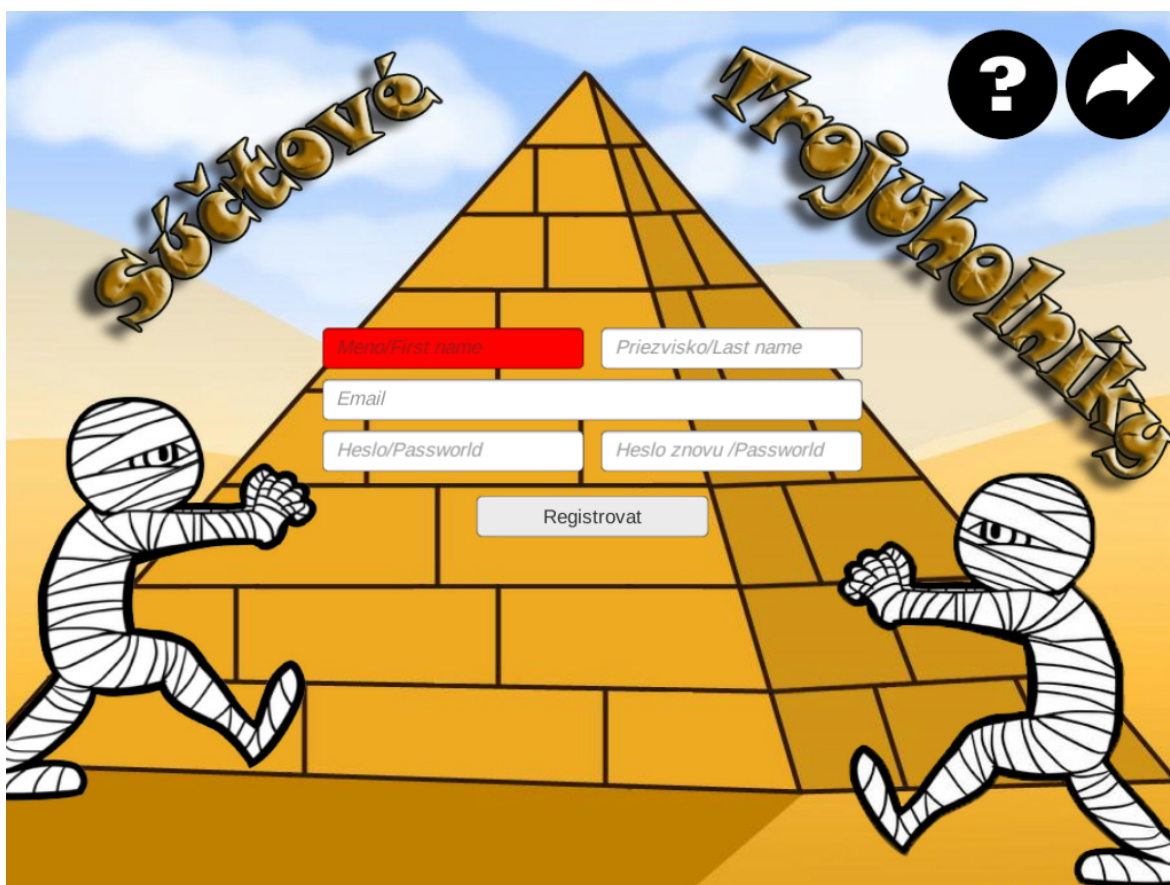 Súčtové
Trojuholníky
?
Meno/First name
Priezvisko/Last name
Email
Heslo/Passworld
Heslo znovu /Passworld
Registrovat